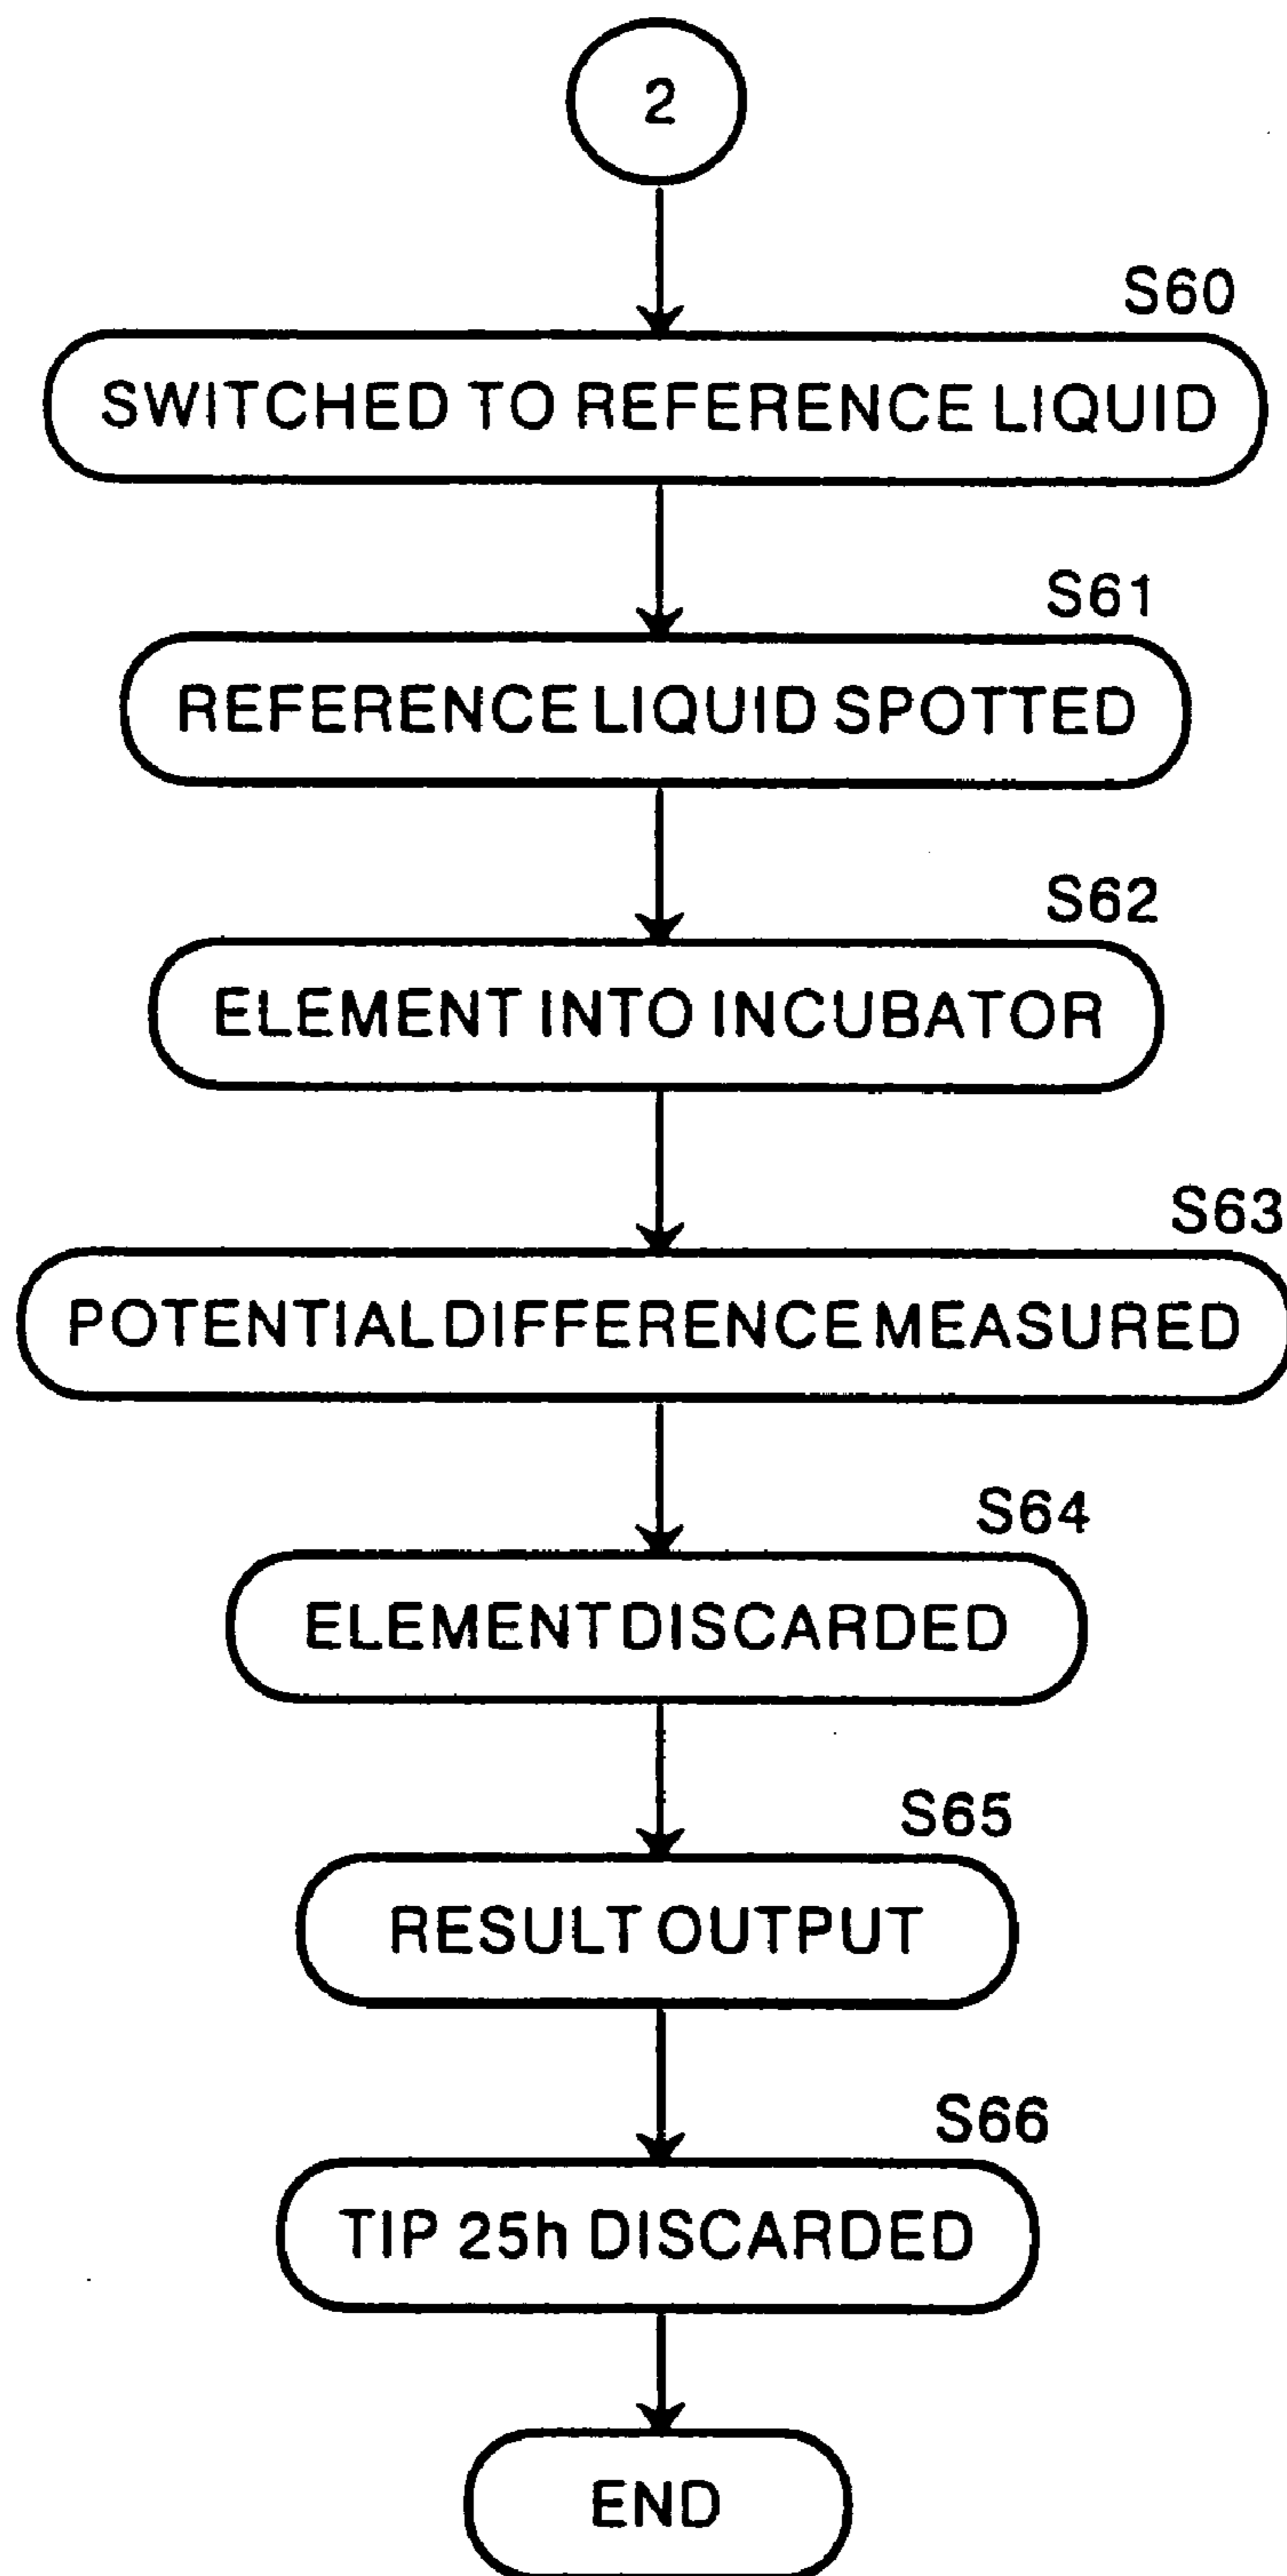 2
S60
SWITCHED TO REFERENCE LIQUID
S61
REFERENCE LIQUID SPOTTED
S62
ELEMENT INTO INCUBATOR
S63
POTENTIAL DIFFERENCE MEASURED
S64
ELEMENT DISCARDED
S65
RESULT OUTPUT
S66
TIP 25h DISCARDED
END